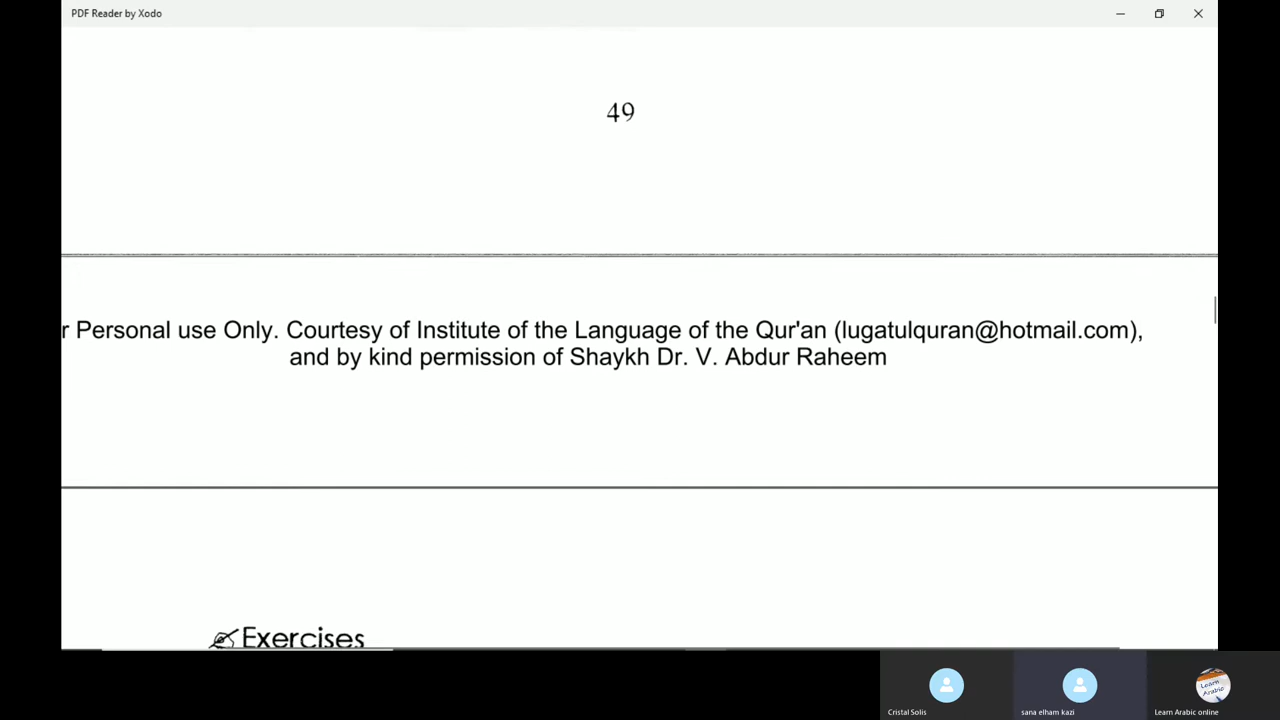 PDF Reader by Xodo
49
r Personal use Only. Courtesy of Institute of the Language of the Qur'an (lugatulquran@hotmail.com),
and by kind permission of Shaykh Dr. V. Abdur Raheem
Exercises
Learn Arabic
Cristal Solis
sana elham kazi
Learn Arabic online